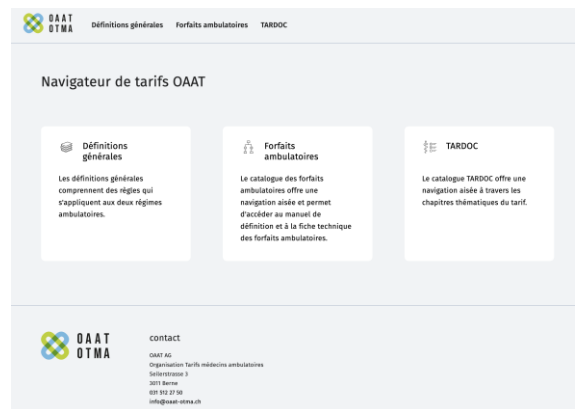 OAAT
OTMA
Définitions générales Forfaits ambulatoires TARDOC
Navigateur de tarifs OAAT
Définitions
générales
Les définitions générales
comprennent des règles qui
s'appliquent aux deux régimes
ambulatoires.
Forfaits
ambulatoires
Le catalogue des forfaits
ambulatoires offre une
navigation aisée et permet
d'accéder au manuel de
définition et à la fiche technique
des forfaits ambulatoires.
TARDOC
Le catalogue TARDOC offre une
navigation aisée à travers les
chapitres thématiques du tarif.
OAAT
OTMA
contact
OAAT AG
Organisation Tarifs médecins ambulatoires
Seilerstrasse 3
3011 Berne
031 512 27 50
info@oaat-otma.ch